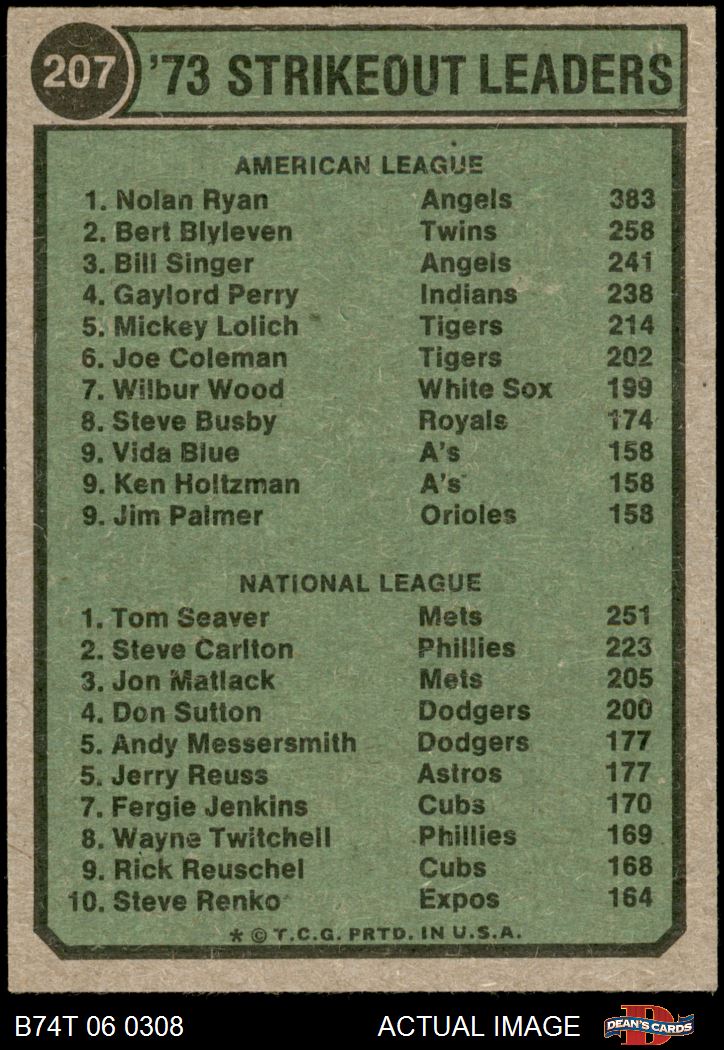 207 '73 STRIKEOUT LEADERS
AMERICAN LEAGUE
1. Nolan Ryan Angels 383
2. Bert Blyleven Twins 258
3. Bill Singer Angels 241
4. Gaylord Perry Indians 238
5. Mickey Lolich Tigers 214
6. Joe Coleman Tigers 202
7. Wilbur Wood White Sox 199
8. Steve Busby Royals 174
9. Vida Blue A's 158
9. Ken Holtzman A's 158
9. Jim Palmer Orioles 158
NATIONAL LEAGUE
1. Tom Seaver Mets 251
2. Steve Carlton Phillies 223
3. Jon Matlack Mets 205
4. Don Sutton Dodgers 200
5. Andy Messersmith Dodgers 177
5. Jerry Reuss Astros 177
7. Fergie Jenkins Cubs 170
8. Wayne Twitchell Phillies 169
9. Rick Reuschel Cubs 168
10. Steve Renko Expos 164
* © T.C.G. PRTD. IN U.S.A.
B74T 06 0308 ACTUAL IMAGE D DEAN'S CARDS